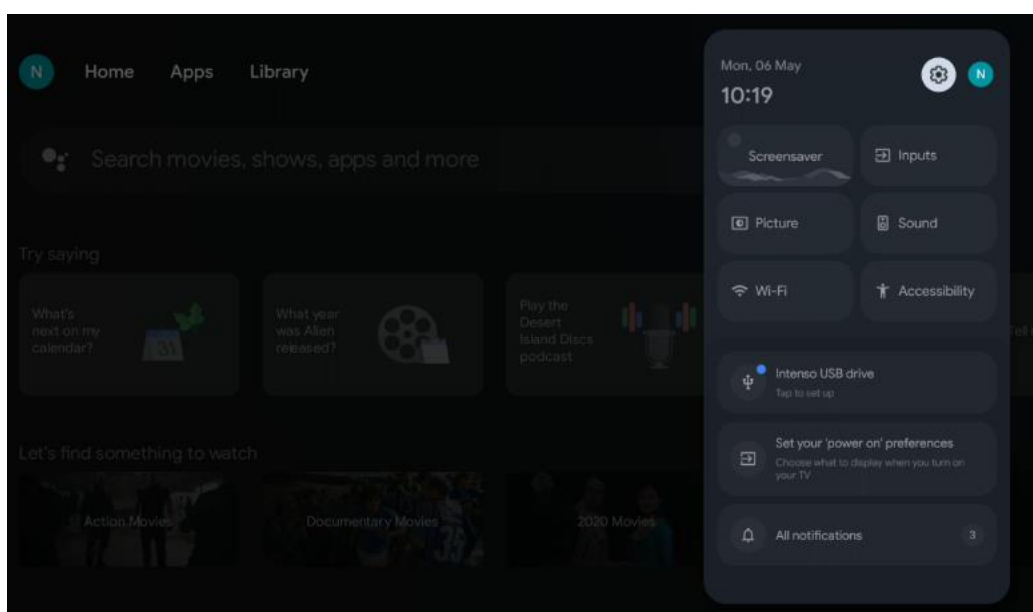 N
Home
Apps
Library
Search movies, shows, apps and more
Try saying
What's
next on my
calendar?
31
What year
was Alien
released?
Play the
Desert
Island Discs
podcast
Tell
Let's find something to watch
Action Movies
Documentary Movies
35
2020 Movies
Mon, 06 May
10:19
N
Screensaver
Inputs
Picture
Sound
Wi-Fi
Accessibility
Intenso USB drive
Tap to set up
Set your 'power on' preferences
Choose what to display when you turn on
your TV
All notifications
3